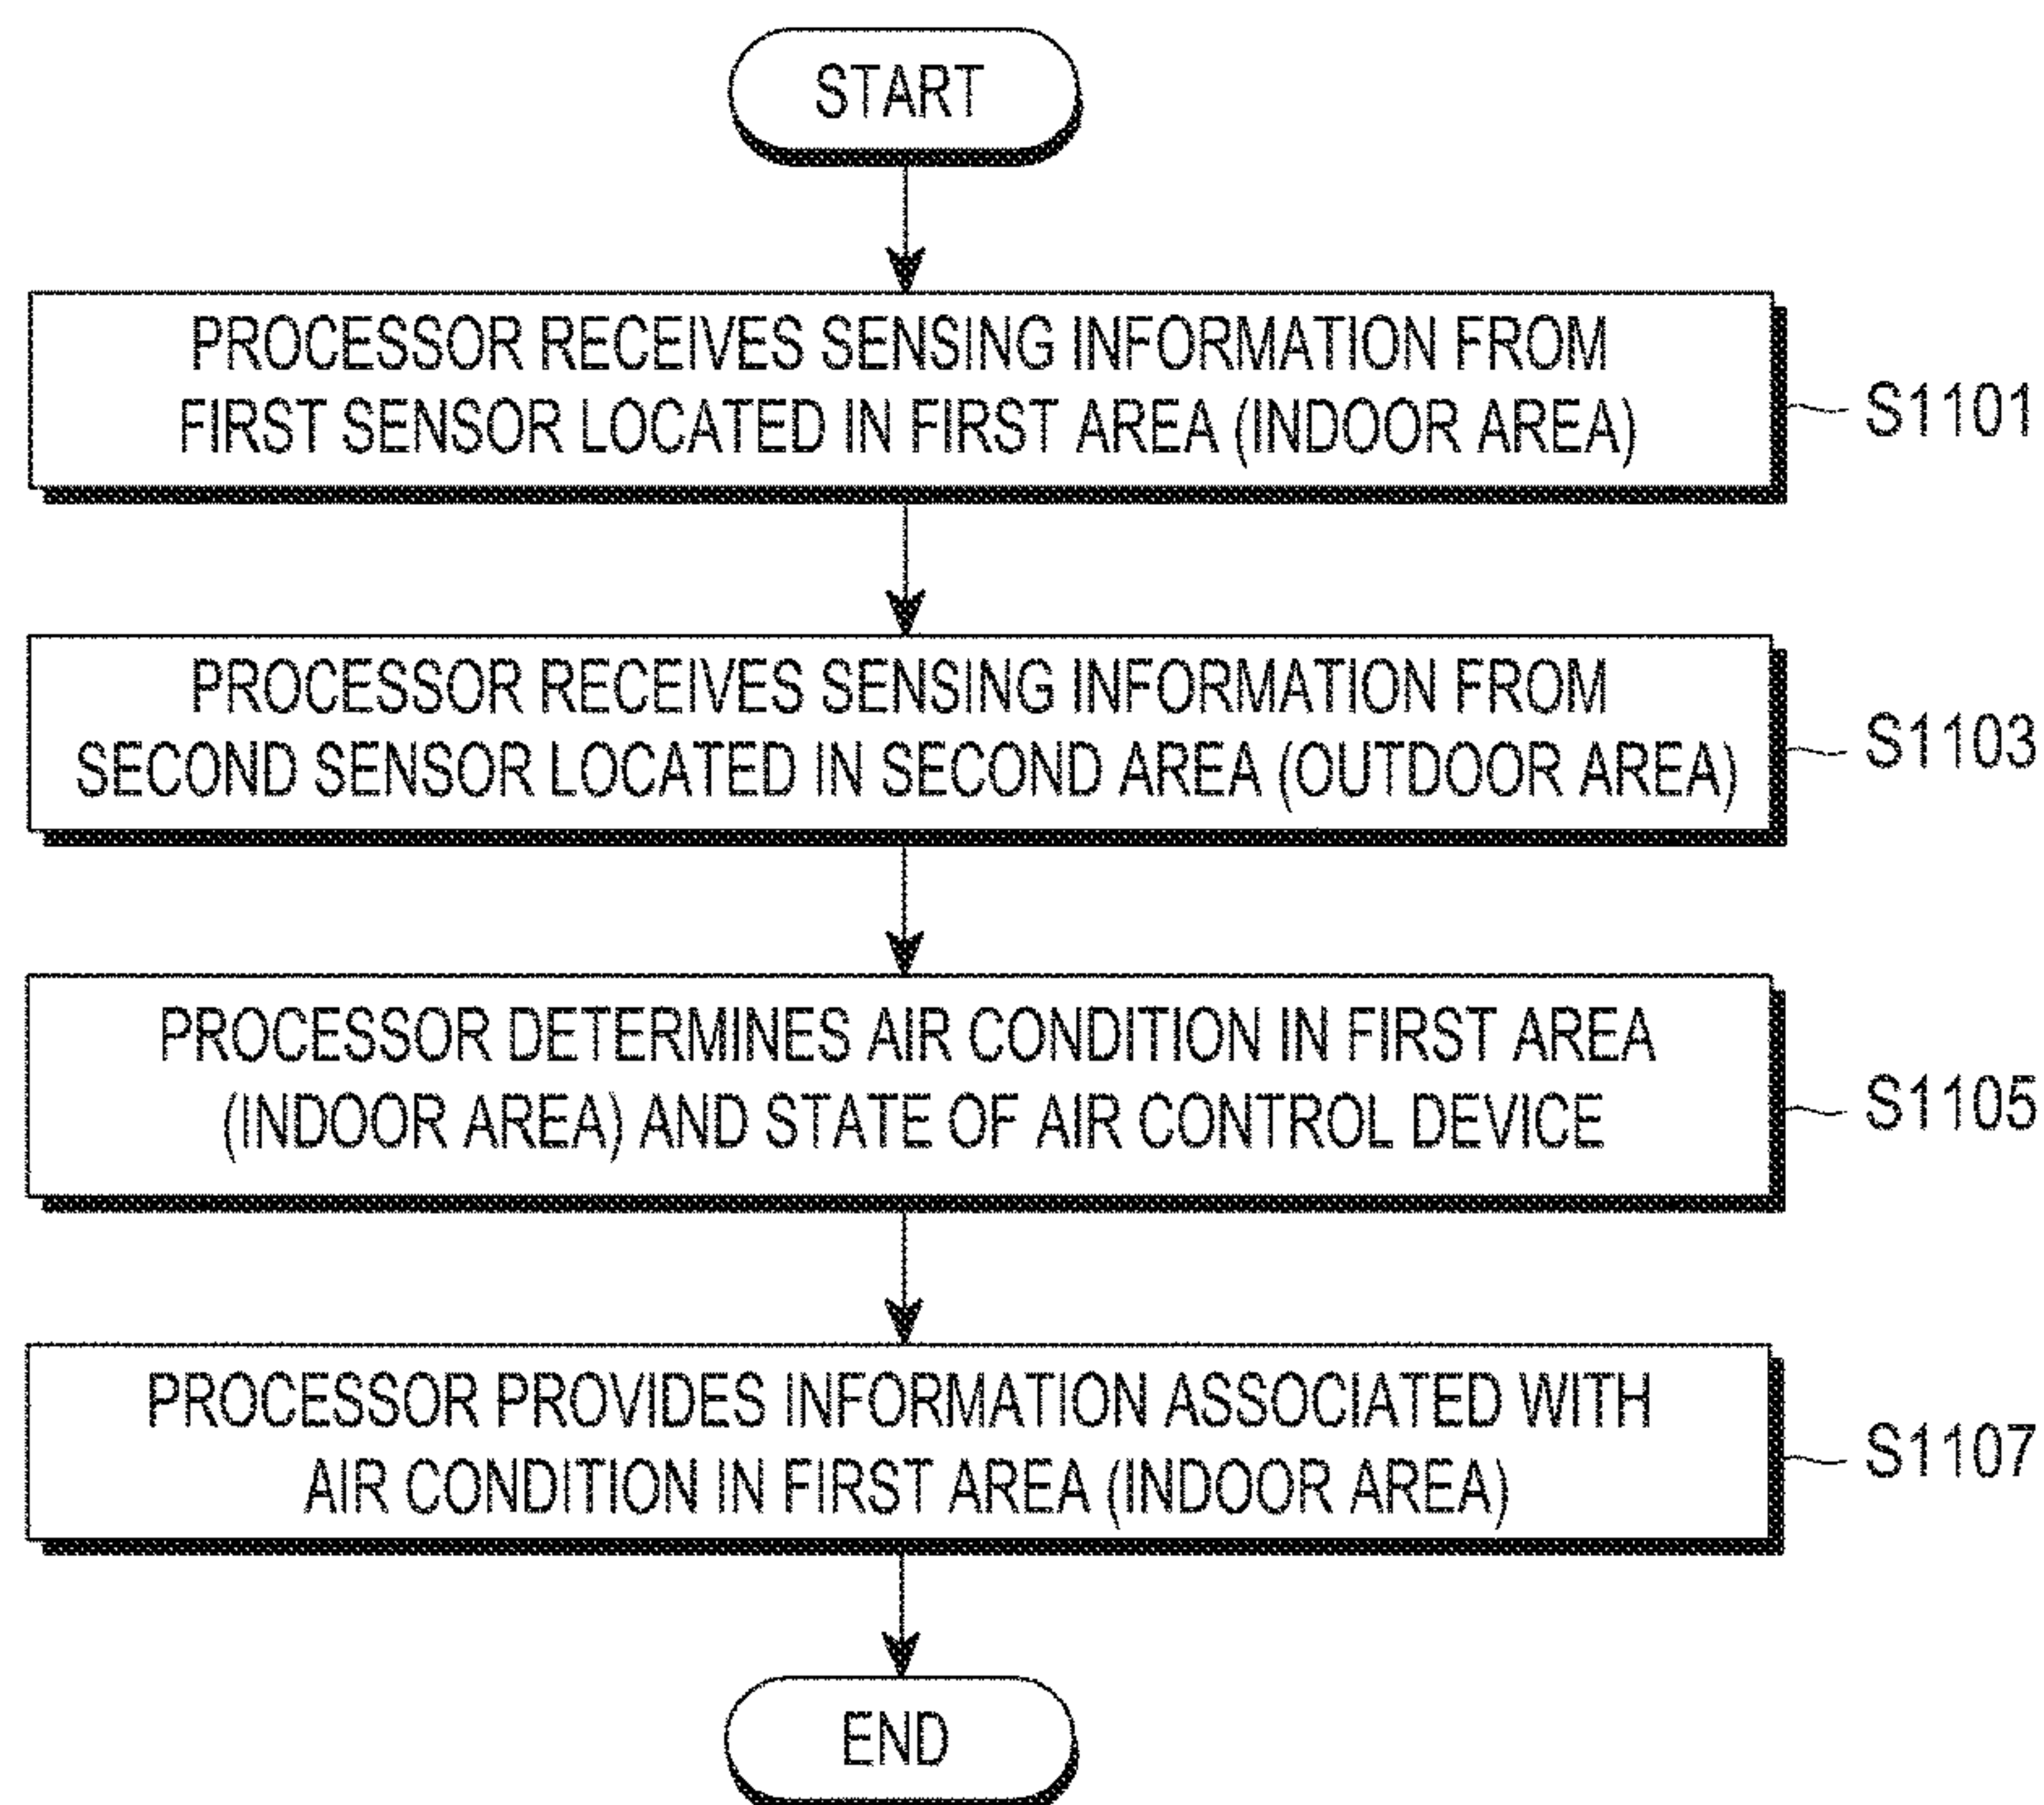 START
PROCESSOR RECEIVES SENSING INFORMATION FROM
FIRST SENSOR LOCATED IN FIRST AREA (INDOOR AREA)
S1101
PROCESSOR RECEIVES SENSING INFORMATION FROM
SECOND SENSOR LOCATED IN SECOND AREA (OUTDOOR AREA)
S1103
PROCESSOR DETERMINES AIR CONDITION IN FIRST AREA
(INDOOR AREA) AND STATE OF AIR CONTROL DEVICE
S1105
PROCESSOR PROVIDES INFORMATION ASSOCIATED WITH
AIR CONDITION IN FIRST AREA (INDOOR AREA)
S1107
END